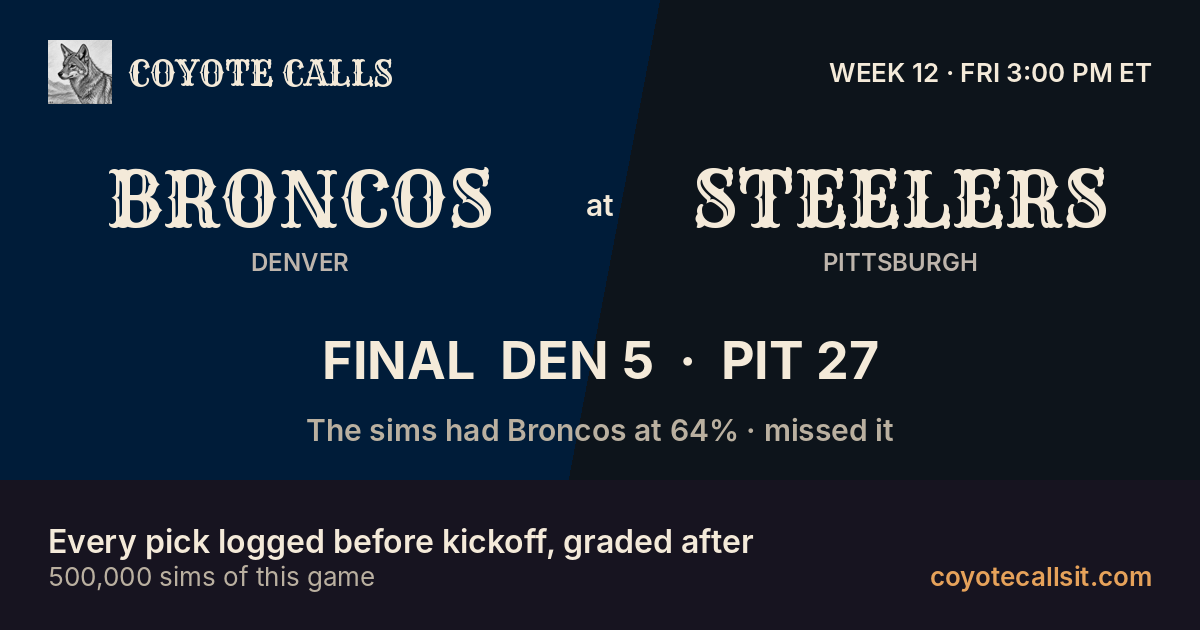 COYOTE CALLS
WEEK 12 · FRI 3:00 PM ET
BRONCOS at STEELERS
DENVER PITTSBURGH
FINAL DEN 5 · PIT 27
The sims had Broncos at 64% · missed it
Every pick logged before kickoff, graded after
500,000 sims of this game
coyotecallsit.com